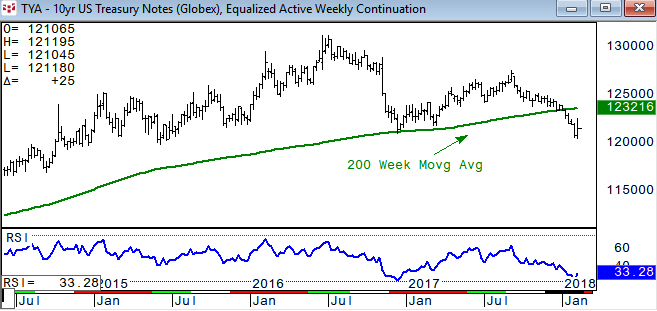 TYA - 10yr US Treasury Notes (Globex), Equalized Active Weekly Continuation
O= 121065
H= 121195
L= 121045
L= 121180
Δ= +25
130000
125000
123216
120000
115000
200 Week Movg Avg
RSI
60
40
33.28
RSI= 33.28
2015
2016
2017
2018
Jul
Jan
Jul
Jan
Jul
Jan
Jul
Jan